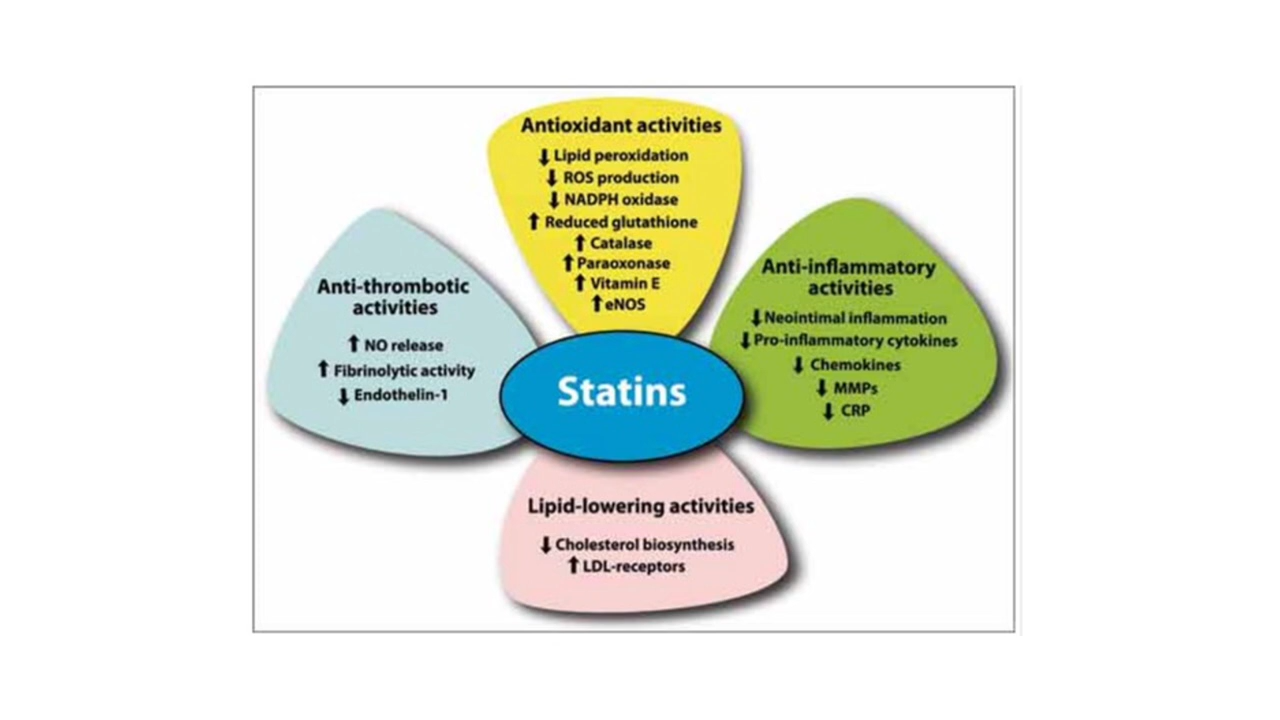 Antioxidant activities
⬇ Lipid peroxidation
⬇ ROS production
⬇ NADPH oxidase
⬆ Reduced glutathione
⬆ Catalase
⬆ Paraoxonase
⬆ Vitamin E
⬆ eNOS
Anti-thrombotic
activities
⬆ NO release
⬆ Fibrinolytic activity
⬇ Endothelin-1
Statins
Anti-inflammatory
activities
⬇ Neointimal inflammation
⬇ Pro-inflammatory cytokines
⬇ Chemokines
⬇ MMPs
⬇ CRP
Lipid-lowering activities
⬇ Cholesterol biosynthesis
⬆ LDL-receptors